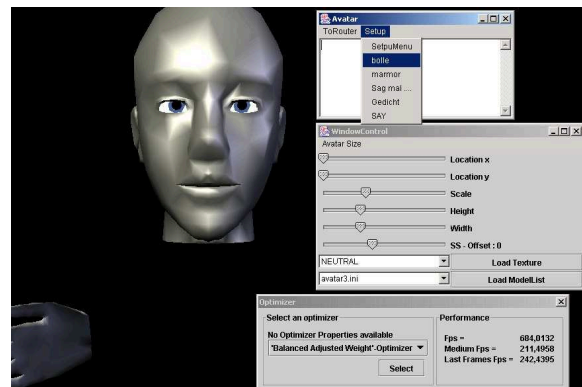 Avatar
ToRouter Setup
SetpuMenu
bolle
marmor
Sag mal ...
Gedicht
SAY
WindowControl
Avatar Size
Location x
Location y
Scale
Height
Width
SS - Offset : 0
NEUTRAL
Load Texture
avatar3.ini
Load ModelList
Optimizer
Select an optimizer
No Optimizer Properties available
"Balanced Adjusted Weight"-Optimizer
Select
Performance
Fps = 684,0132
Medium Fps = 211,4958
Last Frames Fps = 242,4395